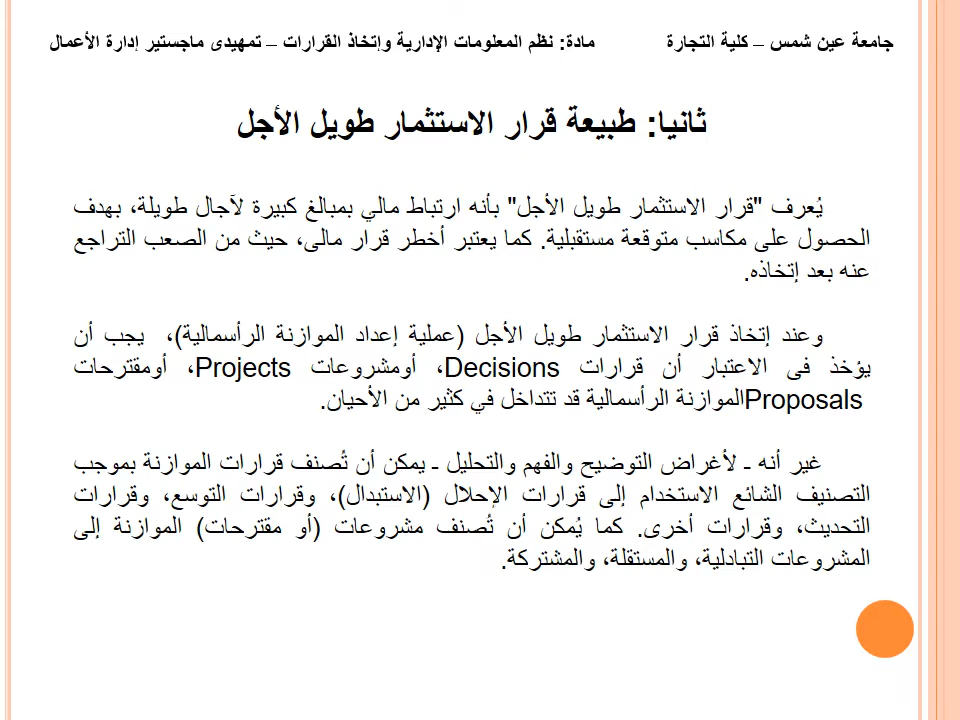 جامعة عين شمس – كلية التجارة مادة: نظم المعلومات الإدارية وإتخاذ القرارات – تمهيدى ماجستير إدارة الأعمال
ثانيا: طبيعة قرار الاستثمار طويل الأجل
يُعرف "قرار الاستثمار طويل الأجل" بأنه ارتباط مالي بمبالغ كبيرة لآجال طويلة، بهدف
الحصول على مكاسب متوقعة مستقبلية. كما يعتبر أخطر قرار مالى، حيث من الصعب التراجع
عنه بعد إتخاذه.
وعند إتخاذ قرار الاستثمار طويل الأجل (عملية إعداد الموازنة الرأسمالية)، يجب أن
يؤخذ فى الاعتبار أن قرارات Decisions، أومشروعات Projects، أومقترحات
Proposalsالموازنة الرأسمالية قد تتداخل في كثير من الأحيان.
غير أنه ـ لأغراض التوضيح والفهم والتحليل ـ يمكن أن تُصنف قرارات الموازنة بموجب
التصنيف الشائع الاستخدام إلى قرارات الإحلال (الاستبدال)، وقرارات التوسع، وقرارات
التحديث، وقرارات أخرى. كما يُمكن أن تُصنف مشروعات (أو مقترحات) الموازنة إلى
المشروعات التبادلية، والمستقلة، والمشتركة.